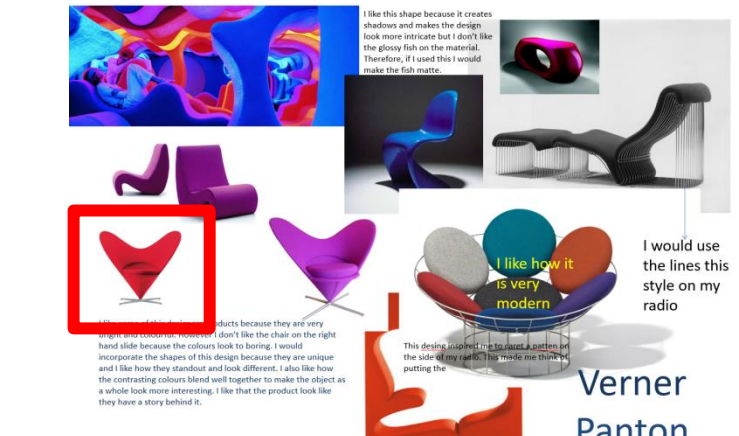 I like this shape because it creates
shadows and makes the design
look more intricate but I don't like
the glossy fish on the material.
Therefore, if I used this I would
make the fish matte.
I like how it
is very
modern
I would use
the lines this
style on my
radio
This desing inspired me to caret a patten on
the side of my radio. This made me think of
putting the
products because they are very
bright and colourful. However I don't like the chair on the right
hand slide because the colours look to boring. I would
incorporate the shapes of this design because they are unique
and I like how they standout and look different. I also like how
the contrasting colours blend well together to make the object as
a whole look more interesting. I like that the product look like
they have a story behind it.
Verner
Panton